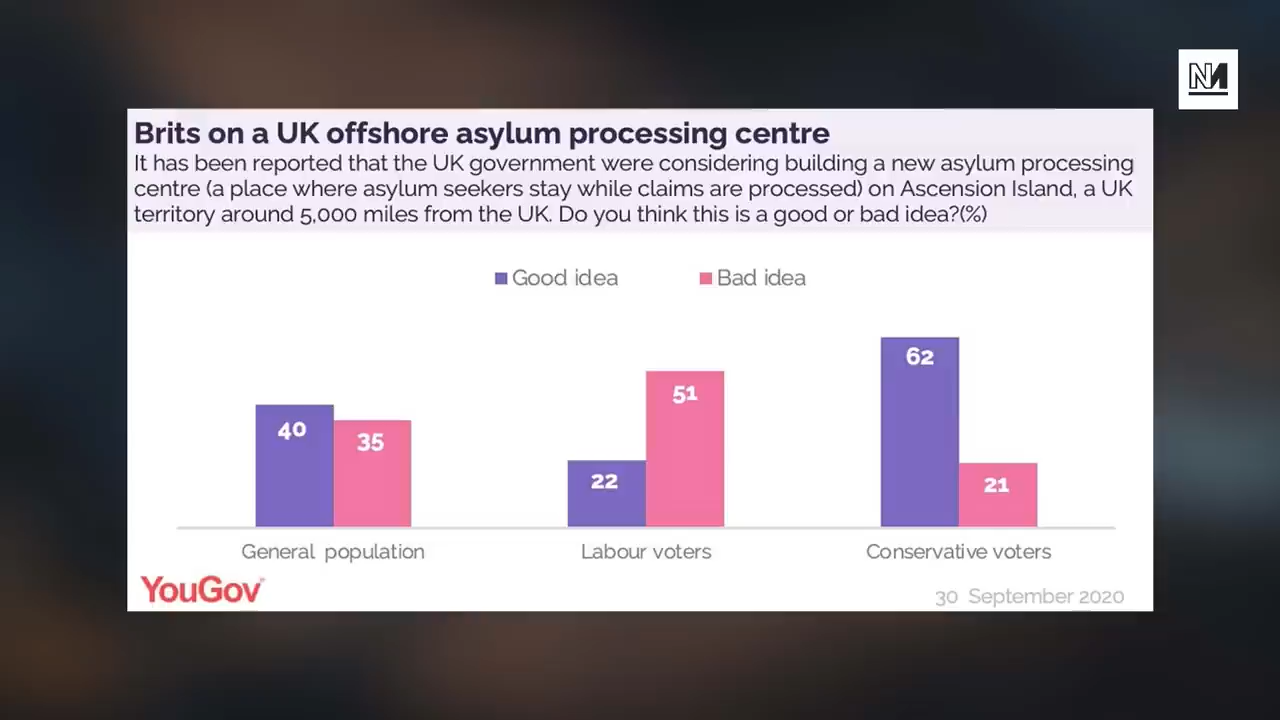 NM
Brits on a UK offshore asylum processing centre
It has been reported that the UK government were considering building a new asylum processing
centre (a place where asylum seekers stay while claims are processed) on Ascension Island, a UK
territory around 5,000 miles from the UK. Do you think this is a good or bad idea?(%)
Good idea Bad idea
40 35 22 51 62 21
General population Labour voters Conservative voters
YouGov
30 September 2020